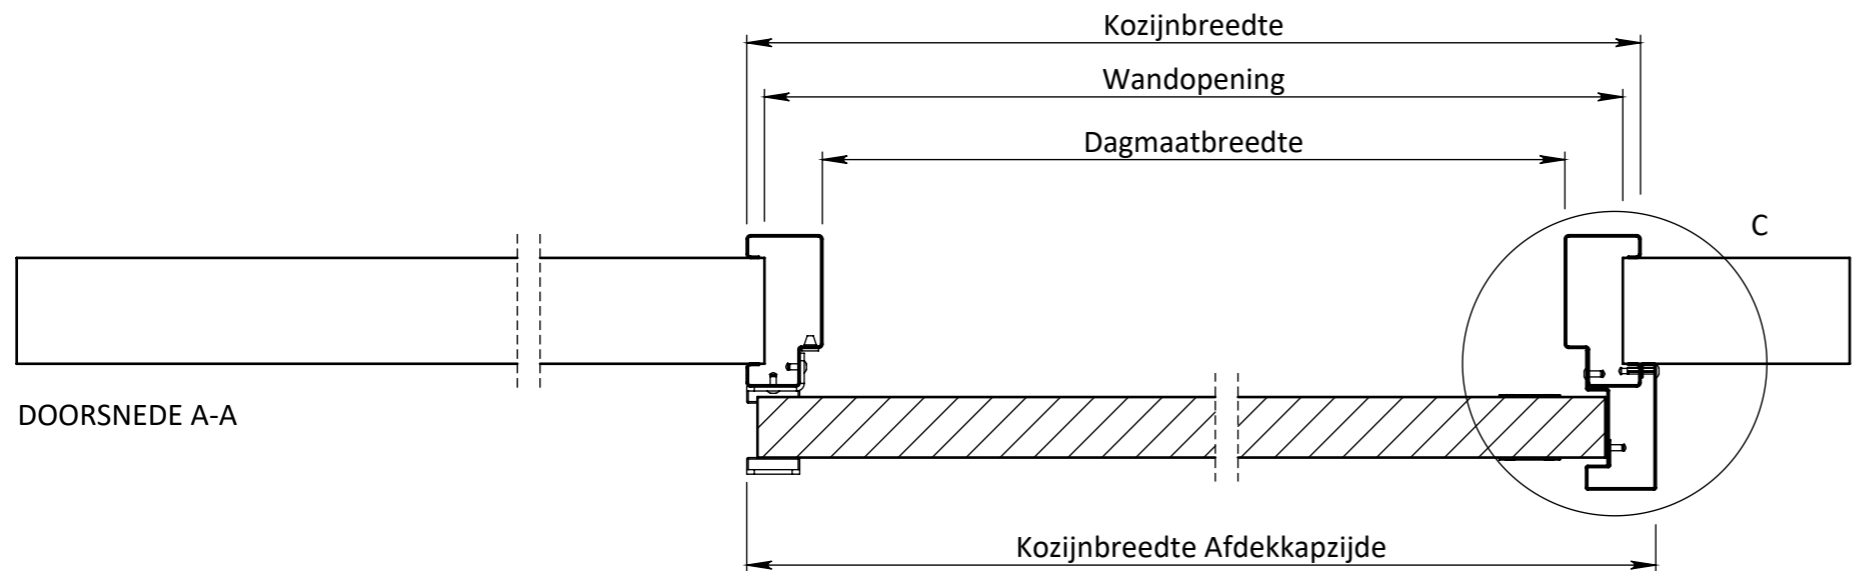 Kozijnbreedte
Wandopening
Dagmaatbreedte
C
DOORSNEDE A-A
Kozijnbreedte Afdekkapzijde